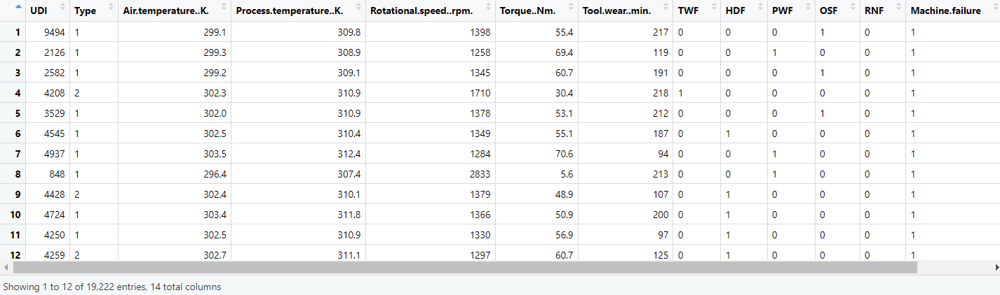 UDI Type Air.temperature..K. Process.temperature..K. Rotational.speed..rpm. Torque..Nm. Tool.wear..min. TWF HDF PWF OSF RNF Machine.failure
1 9494 1 299.1 309.8 1398 55.4 217 0 0 0 1 0 1
2 2126 1 299.3 308.9 1258 69.4 119 0 0 1 0 0 1
3 2582 1 299.2 309.1 1345 60.7 191 0 0 0 1 0 1
4 4208 2 302.3 310.9 1710 30.4 218 1 0 0 0 0 1
5 3529 1 302.0 310.9 1378 53.1 212 0 0 0 1 0 1
6 4545 1 302.5 310.4 1349 55.1 187 0 1 0 0 0 1
7 4937 1 303.5 312.4 1284 70.6 94 0 0 1 0 0 1
8 848 1 296.4 307.4 2833 5.6 213 0 0 1 0 0 1
9 4428 2 302.4 310.1 1379 48.9 107 0 1 0 0 0 1
10 4724 1 303.4 311.8 1366 50.9 200 0 1 0 0 0 1
11 4250 1 302.5 310.9 1330 56.9 97 0 1 0 0 0 1
12 4259 2 302.7 311.1 1297 60.7 125 0 1 0 0 0 1
Showing 1 to 12 of 19,222 entries, 14 total columns